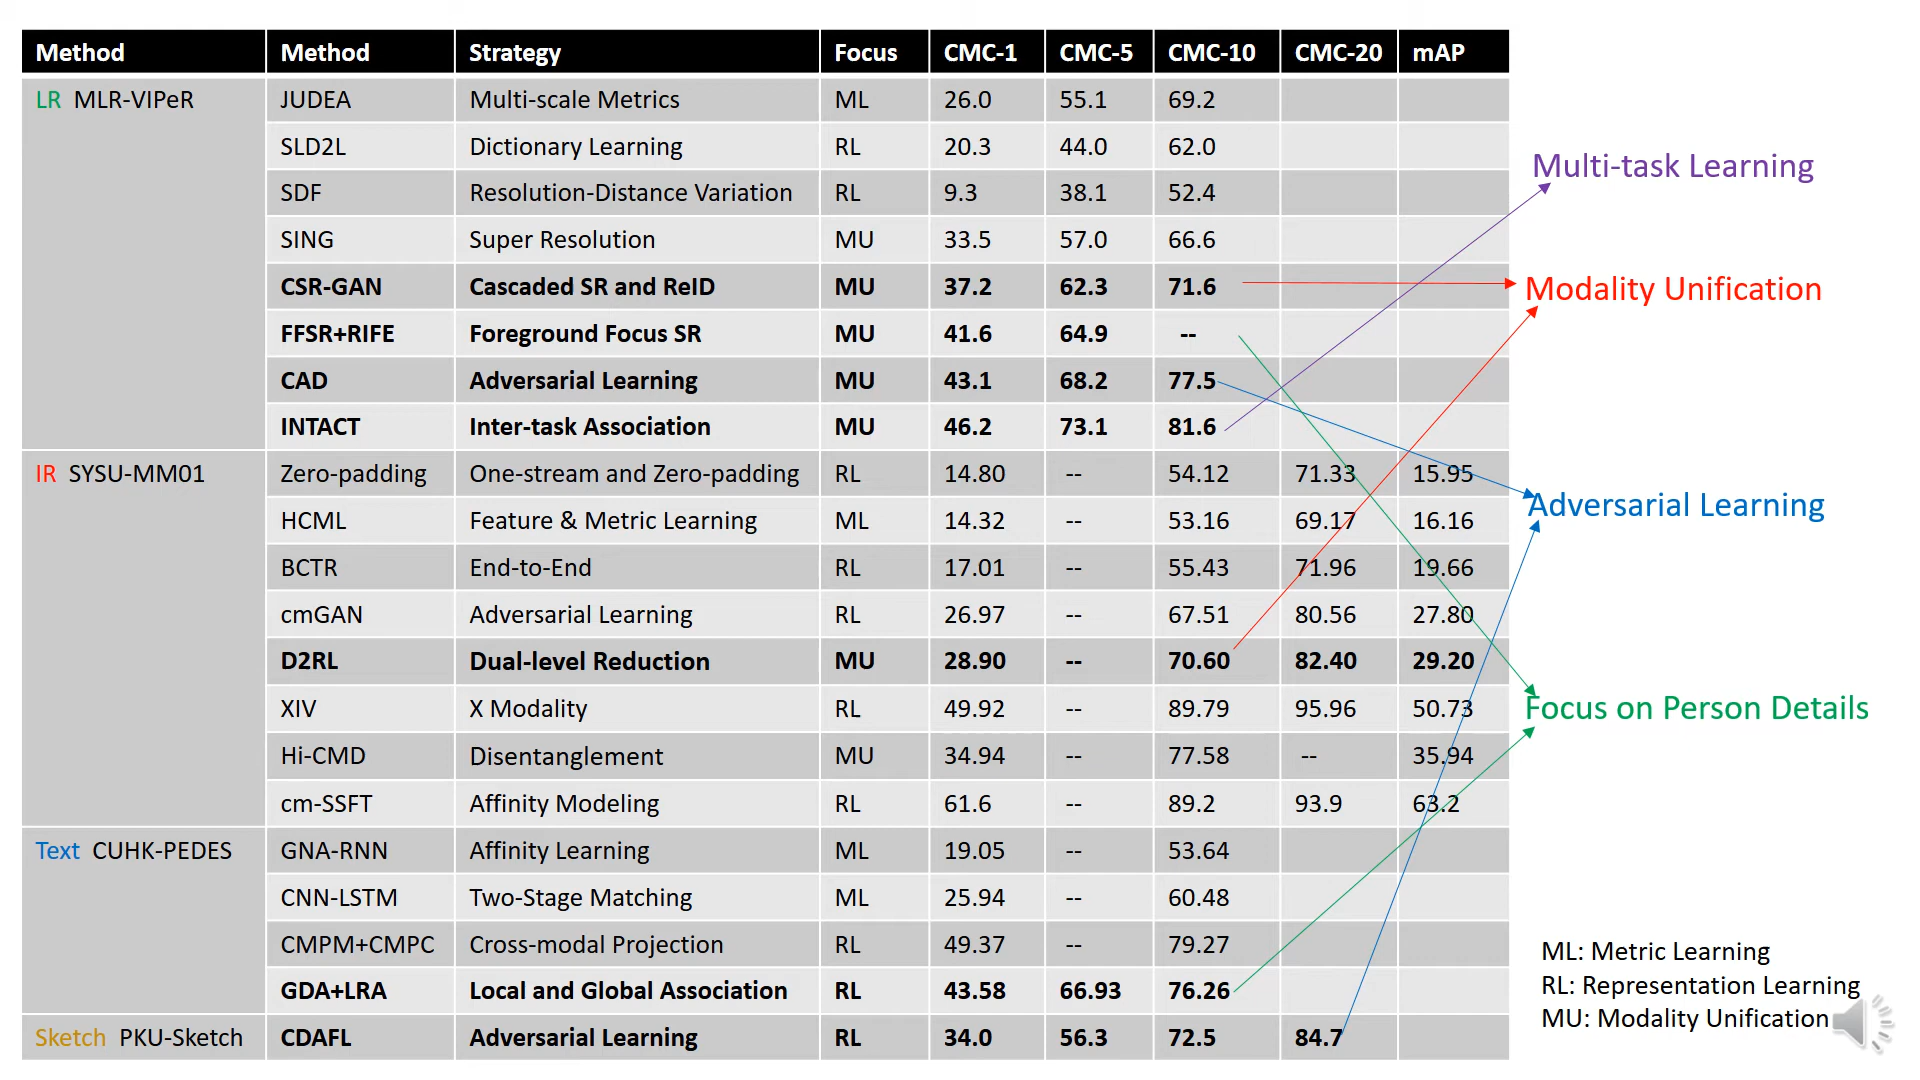 Method Method Strategy Focus CMC-1 CMC-5 CMC-10 CMC-20 mAP
LR MLR-VIPeR JUDEA Multi-scale Metrics ML 26.0 55.1 69.2
SLD2L Dictionary Learning RL 20.3 44.0 62.0
SDF Resolution-Distance Variation RL 9.3 38.1 52.4
SING Super Resolution MU 33.5 57.0 66.6
CSR-GAN Cascaded SR and ReID MU 37.2 62.3 71.6
FFSR+RIFE Foreground Focus SR MU 41.6 64.9 --
CAD Adversarial Learning MU 43.1 68.2 77.5
INTACT Inter-task Association MU 46.2 73.1 81.6
IR SYSU-MM01 Zero-padding One-stream and Zero-padding RL 14.80 -- 54.12 71.33 15.95
HCML Feature & Metric Learning ML 14.32 -- 53.16 69.17 16.16
BCTR End-to-End RL 17.01 -- 55.43 71.96 19.66
cmGAN Adversarial Learning RL 26.97 -- 67.51 80.56 27.80
D2RL Dual-level Reduction MU 28.90 -- 70.60 82.40 29.20
XIV X Modality RL 49.92 -- 89.79 95.96 50.73
Hi-CMD Disentanglement MU 34.94 -- 77.58 -- 35.94
cm-SSFT Affinity Modeling RL 61.6 -- 89.2 93.9 63.2
Text CUHK-PEDES GNA-RNN Affinity Learning ML 19.05 -- 53.64
CNN-LSTM Two-Stage Matching ML 25.94 -- 60.48
CMPM+CMPC Cross-modal Projection RL 49.37 -- 79.27
GDA+LRA Local and Global Association RL 43.58 66.93 76.26
Sketch PKU-Sketch CDAFL Adversarial Learning RL 34.0 56.3 72.5 84.7
Multi-task Learning
Modality Unification
Adversarial Learning
Focus on Person Details
ML: Metric Learning
RL: Representation Learning
MU: Modality Unification